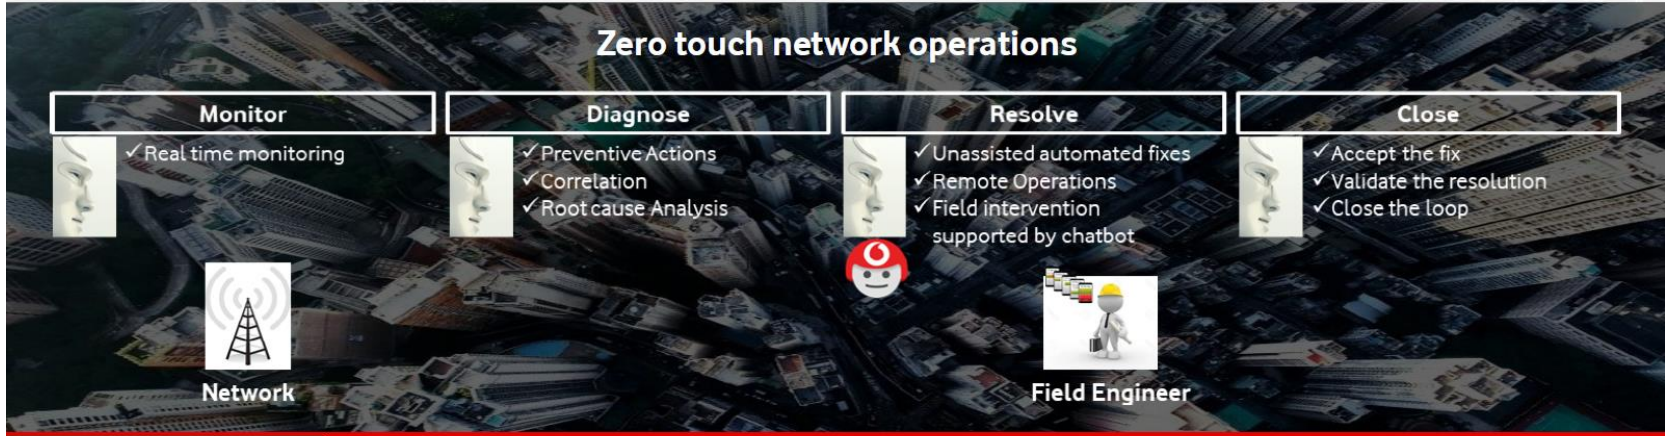 Zero touch network operations
Monitor
✓Real time monitoring
Diagnose
✓Preventive Actions
✓Correlation
✓Root cause Analysis
Resolve
✓Unassisted automated fixes
✓Remote Operations
✓Field intervention
supported by chatbot
Close
✓Accept the fix
✓Validate the resolution
✓Close the loop
Network
Field Engineer